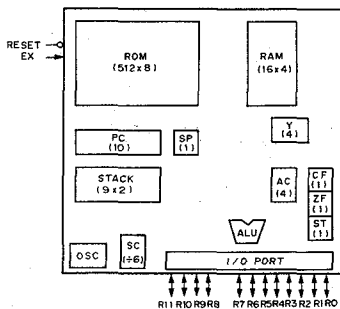 RESET
EX
ROM
(512x8)
RAM
(16x4)
Y
(4)
PC
(10)
SP
(1)
STACK
(9x2)
AC
(4)
CF
(1)
ZF
(1)
ST
(1)
ALU
OSC
SC
(÷6)
I/O PORT
R11 R10 R9 R8 R7 R6 R5 R4 R3 R2 R1 R0